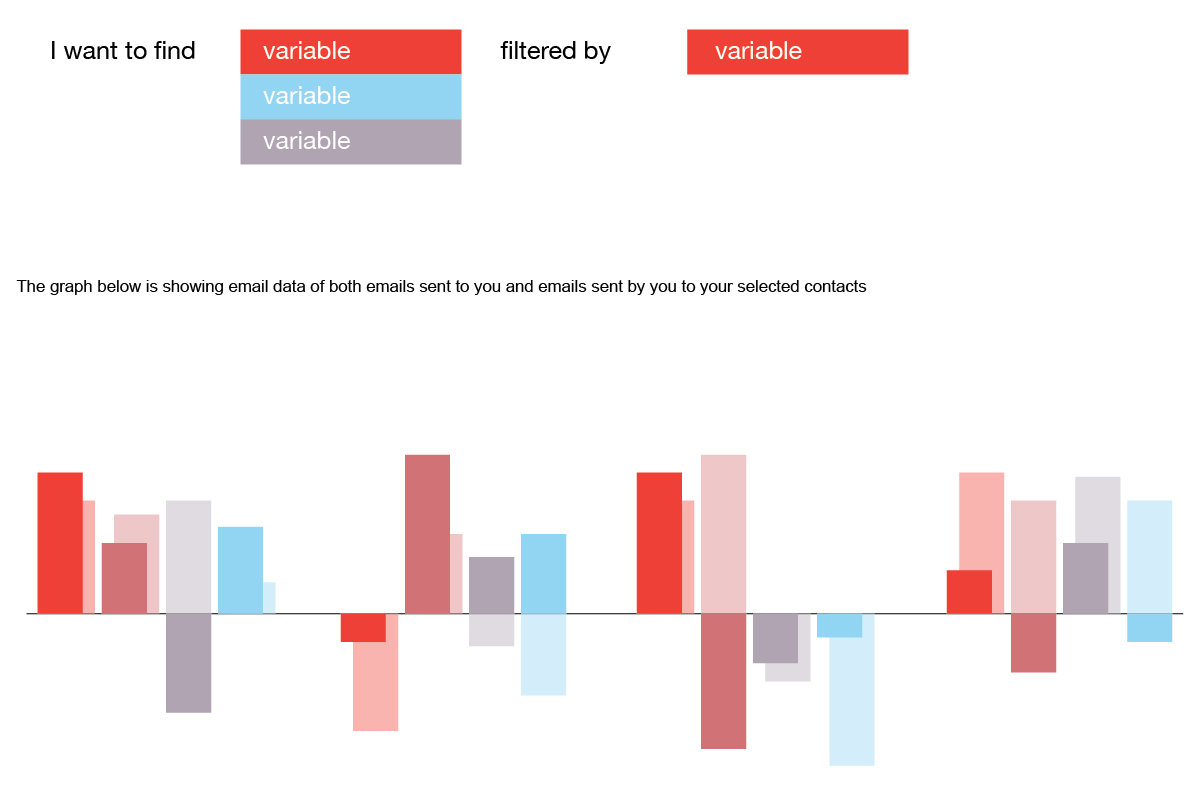 I want to find variable filtered by variable
variable
variable
The graph below is showing email data of both emails sent to you and emails sent by you to your selected contacts